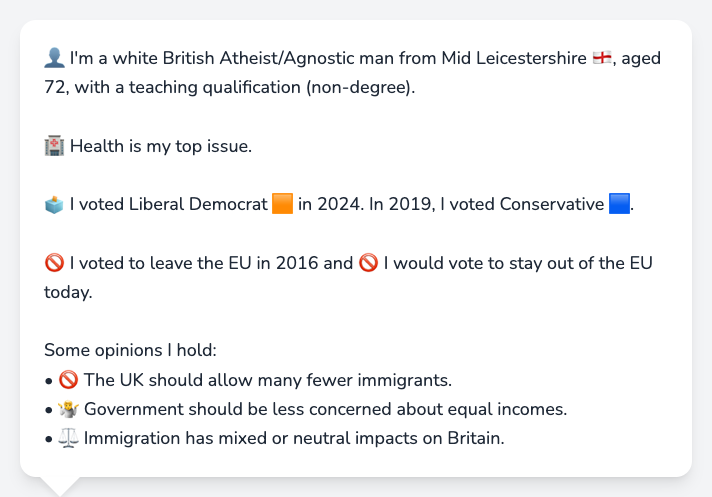 👤 I'm a white British Atheist/Agnostic man from Mid Leicestershire 🏴󠁧󠁢󠁥󠁮󠁧󠁿, aged
72, with a teaching qualification (non-degree).
🏥 Health is my top issue.
🗳️ I voted Liberal Democrat 🟧 in 2024. In 2019, I voted Conservative 🟦.
🚫 I voted to leave the EU in 2016 and 🚫 I would vote to stay out of the EU
today.
Some opinions I hold:
• 🚫 The UK should allow many fewer immigrants.
• 🤷 Government should be less concerned about equal incomes.
• ⚖️ Immigration has mixed or neutral impacts on Britain.